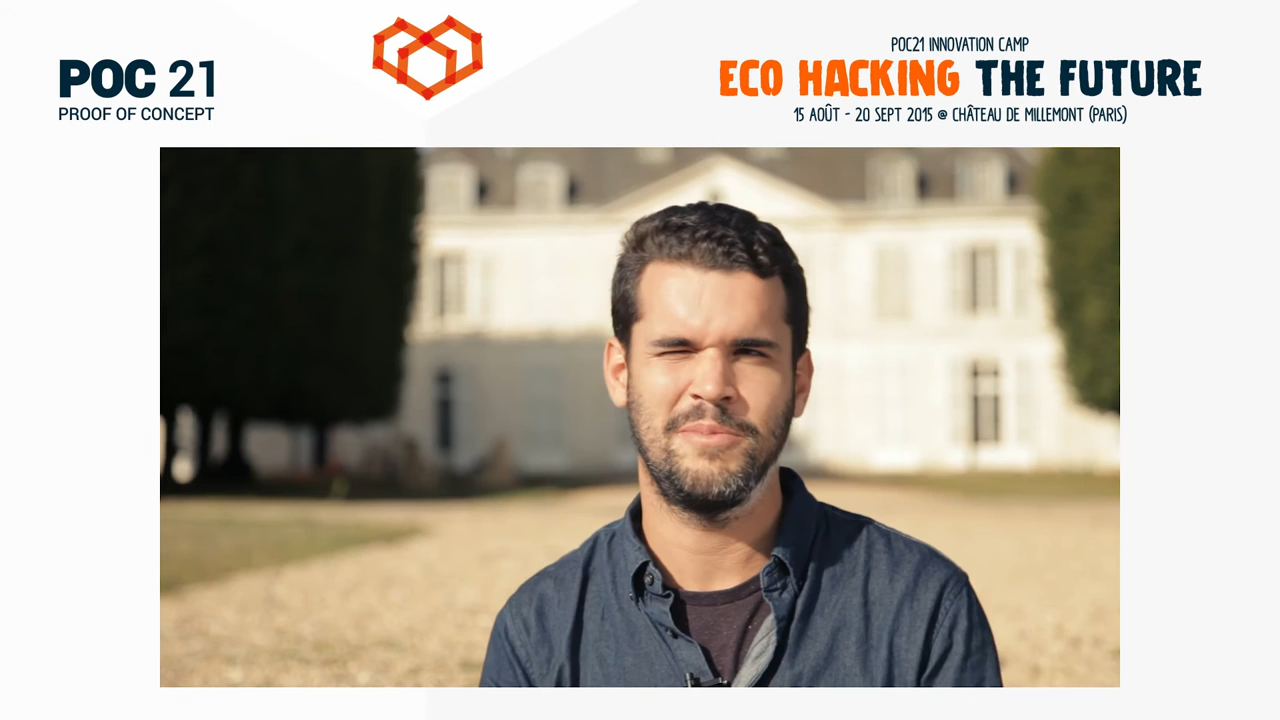 POC 21
PROOF OF CONCEPT
POC21 INNOVATION CAMP
ECO HACKING THE FUTURE
15 AOÛT - 20 SEPT 2015 @ CHÂTEAU DE MILLEMONT (PARIS)